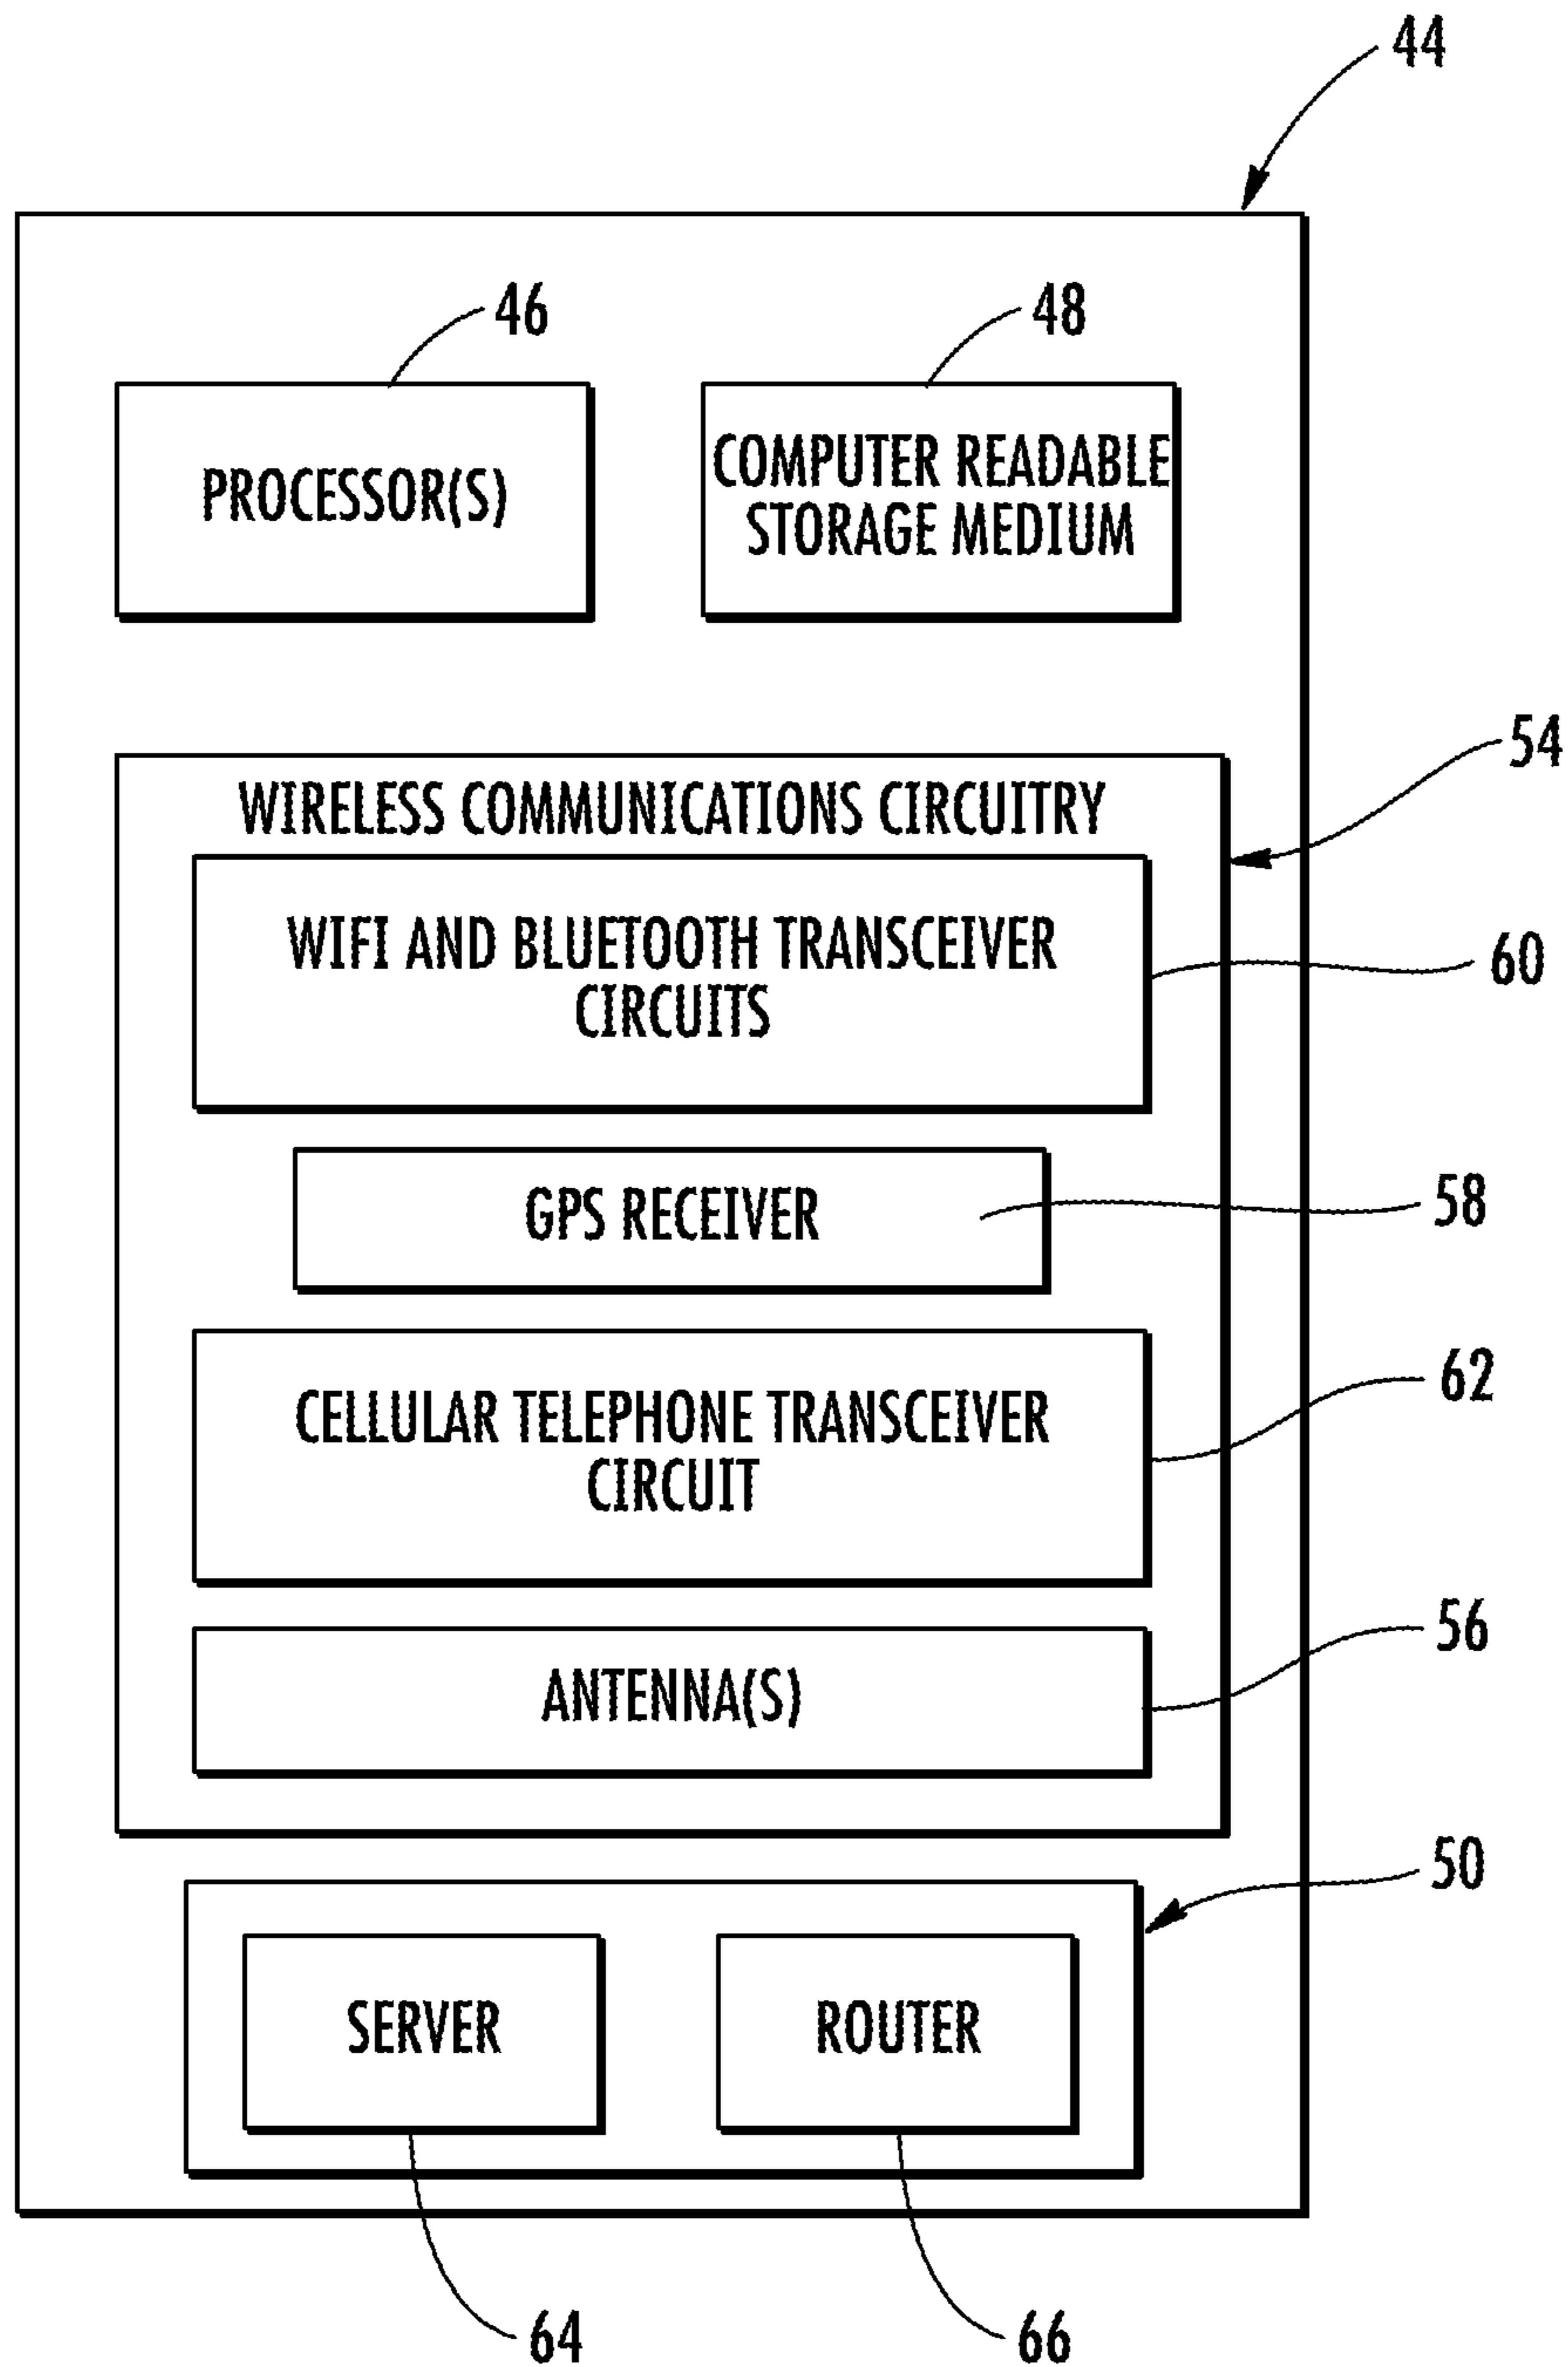 44
46
48
PROCESSOR(S)
COMPUTER READABLE
STORAGE MEDIUM
54
WIRELESS COMMUNICATIONS CIRCUITRY
WIFI AND BLUETOOTH TRANSCEIVER
CIRCUITS
60
GPS RECEIVER
58
CELLULAR TELEPHONE TRANSCEIVER
CIRCUIT
62
ANTENNA(S)
56
50
SERVER
ROUTER
64
66